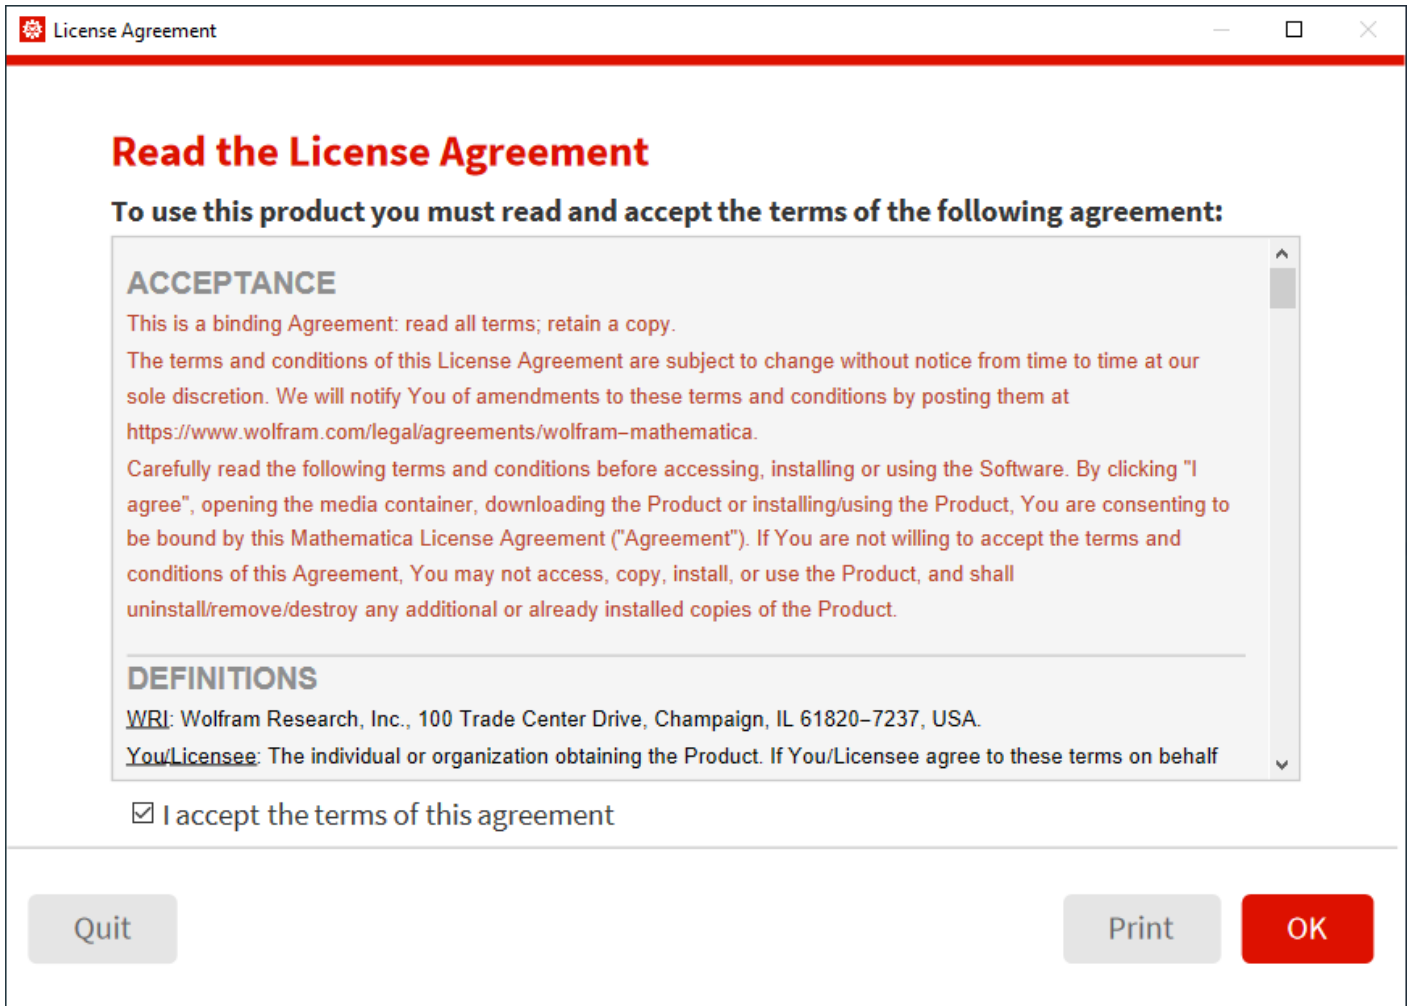 License Agreement
Read the License Agreement
To use this product you must read and accept the terms of the following agreement:
ACCEPTANCE
This is a binding Agreement: read all terms; retain a copy.
The terms and conditions of this License Agreement are subject to change without notice from time to time at our
sole discretion. We will notify You of amendments to these terms and conditions by posting them at
https://www.wolfram.com/legal/agreements/wolfram–mathematica.
Carefully read the following terms and conditions before accessing, installing or using the Software. By clicking "I
agree", opening the media container, downloading the Product or installing/using the Product, You are consenting to
be bound by this Mathematica License Agreement ("Agreement"). If You are not willing to accept the terms and
conditions of this Agreement, You may not access, copy, install, or use the Product, and shall
uninstall/remove/destroy any additional or already installed copies of the Product.
DEFINITIONS
WRI: Wolfram Research, Inc., 100 Trade Center Drive, Champaign, IL 61820–7237, USA.
You/Licensee: The individual or organization obtaining the Product. If You/Licensee agree to these terms on behalf
I accept the terms of this agreement
Quit
Print
OK